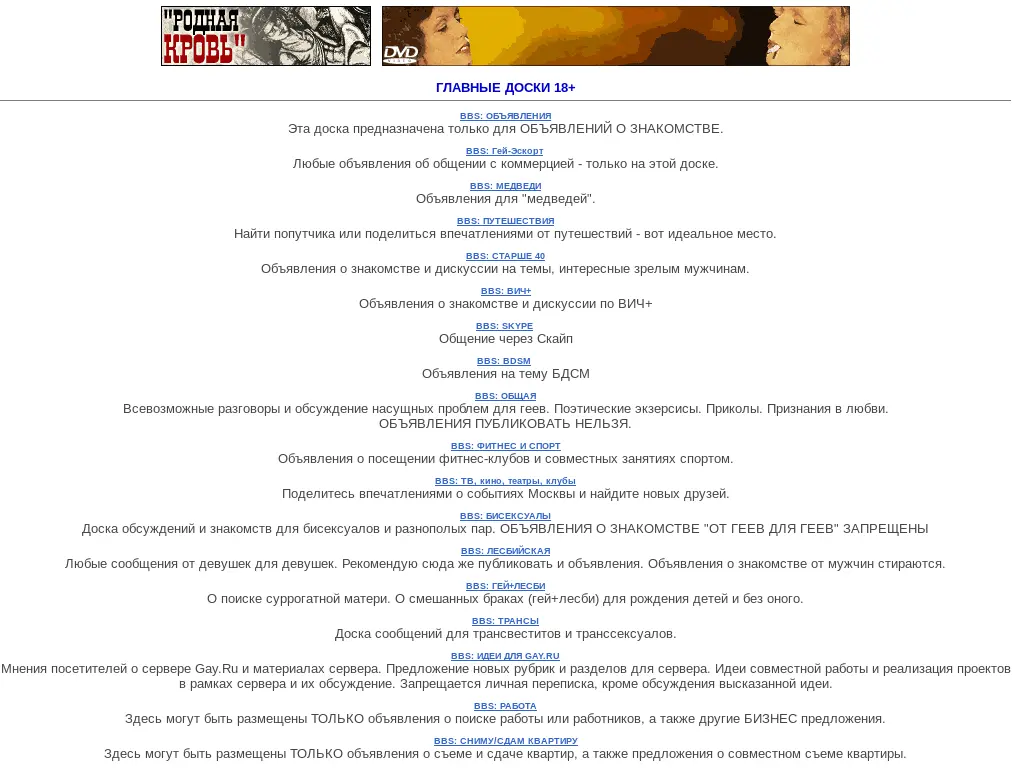 "РОДНАЯ
КРОВЬ"
DVD
VIDEO
ГЛАВНЫЕ ДОСКИ 18+
BBS: ОБЪЯВЛЕНИЯ
Эта доска предназначена только для ОБЪЯВЛЕНИЙ О ЗНАКОМСТВЕ.
BBS: Гей-Эскорт
Любые объявления об общении с коммерцией - только на этой доске.
BBS: МЕДВЕДИ
Объявления для "медведей".
BBS: ПУТЕШЕСТВИЯ
Найти попутчика или поделиться впечатлениями от путешествий - вот идеальное место.
BBS: СТАРШЕ 40
Объявления о знакомстве и дискуссии на темы, интересные зрелым мужчинам.
BBS: ВИЧ+
Объявления о знакомстве и дискуссии по ВИЧ+
BBS: SKYPE
Общение через Скайп
BBS: BDSM
Объявления на тему БДСМ
BBS: ОБЩАЯ
Всевозможные разговоры и обсуждение насущных проблем для геев. Поэтические экзерсисы. Приколы. Признания в любви.
ОБЪЯВЛЕНИЯ ПУБЛИКОВАТЬ НЕЛЬЗЯ.
BBS: ФИТНЕС И СПОРТ
Объявления о посещении фитнес-клубов и совместных занятиях спортом.
BBS: ТВ, кино, театры, клубы
Поделитесь впечатлениями о событиях Москвы и найдите новых друзей.
BBS: БИСЕКСУАЛЫ
Доска обсуждений и знакомств для бисексуалов и разнополых пар. ОБЪЯВЛЕНИЯ О ЗНАКОМСТВЕ "ОТ ГЕЕВ ДЛЯ ГЕЕВ" ЗАПРЕЩЕНЫ
BBS: ЛЕСБИЙСКАЯ
Любые сообщения от девушек для девушек. Рекомендую сюда же публиковать и объявления. Объявления о знакомстве от мужчин стираются.
BBS: ГЕЙ+ЛЕСБИ
О поиске суррогатной матери. О смешанных браках (гей+лесби) для рождения детей и без оного.
BBS: ТРАНСЫ
Доска сообщений для трансвеститов и транссексуалов.
BBS: ИДЕИ ДЛЯ GAY.RU
Мнения посетителей о сервере Gay.Ru и материалах сервера. Предложение новых рубрик и разделов для сервера. Идеи совместной работы и реализация проектов
в рамках сервера и их обсуждение. Запрещается личная переписка, кроме обсуждения высказанной идеи.
BBS: РАБОТА
Здесь могут быть размещены ТОЛЬКО объявления о поиске работы или работников, а также другие БИЗНЕС предложения.
BBS: СНИМУ/СДАМ КВАРТИРУ
Здесь могут быть размещены ТОЛЬКО объявления о съеме и сдаче квартир, а также предложения о совместном съеме квартиры.